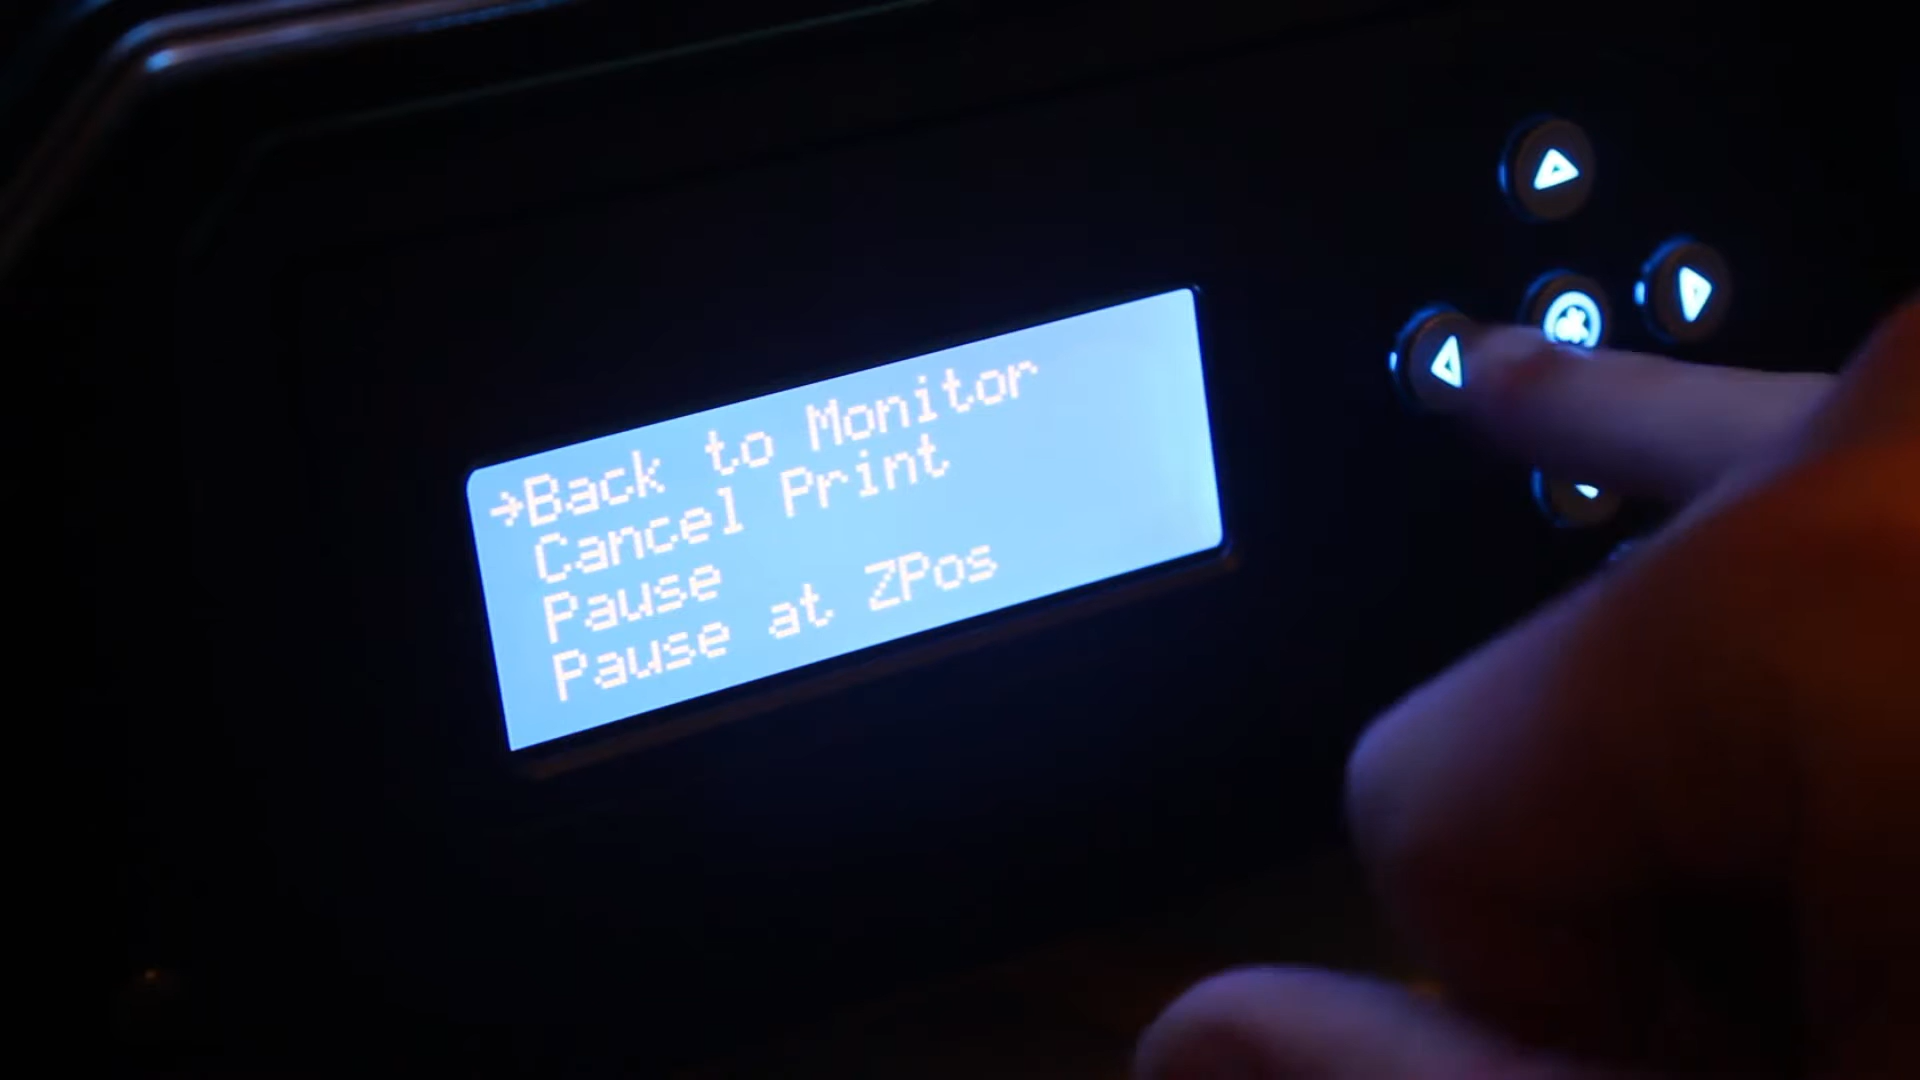 →Back to Monitor
Cancel Print
Pause
Pause at ZPos